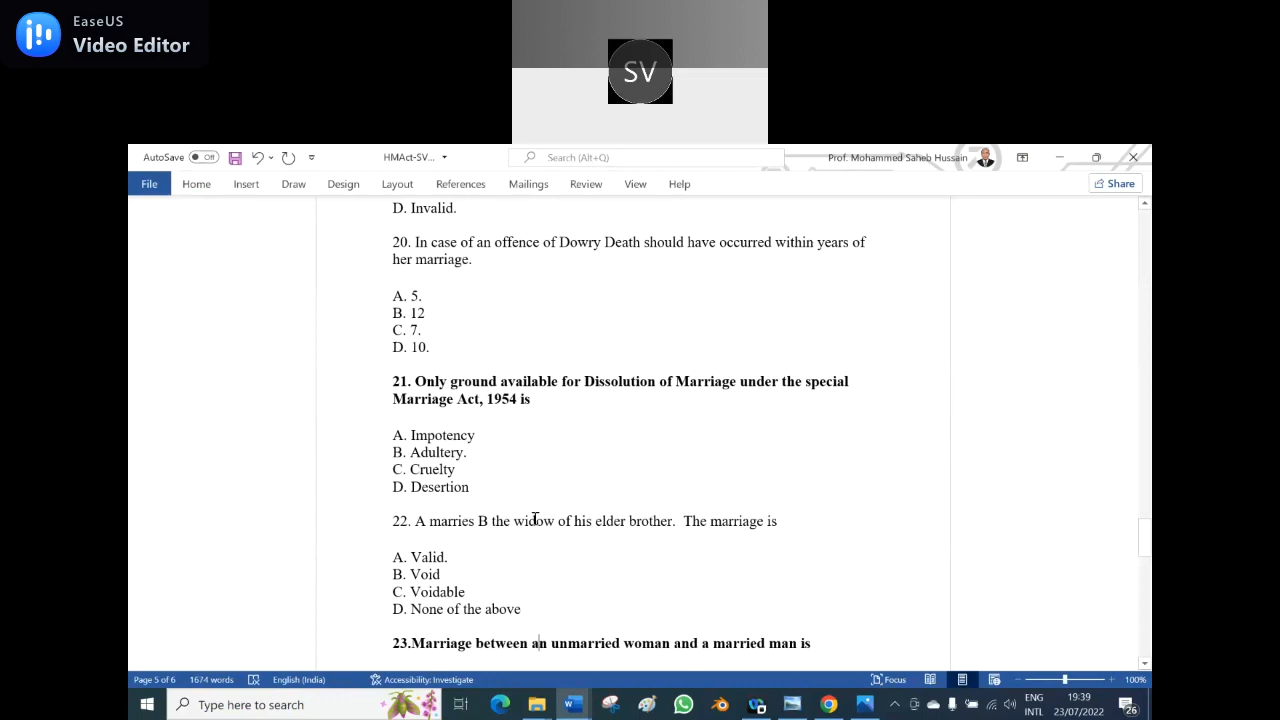 EaseUS
Video Editor
SV
AutoSave Off
HMAct-SV...
Search (Alt+Q)
Prof. Mohammed Saheb Hussain
File Home Insert Draw Design Layout References Mailings Review View Help
Share
D. Invalid.
20. In case of an offence of Dowry Death should have occurred within years of
her marriage.
A. 5.
B. 12
C. 7.
D. 10.
21. Only ground available for Dissolution of Marriage under the special
Marriage Act, 1954 is
A. Impotency
B. Adultery.
C. Cruelty
D. Desertion
22. A marries B the widow of his elder brother. The marriage is
A. Valid.
B. Void
C. Voidable
D. None of the above
23.Marriage between an unmarried woman and a married man is
Page 5 of 6 1674 words English (India) Accessibility: Investigate Focus 100%
Type here to search
ENG 19:39
INTL 23/07/2022 26